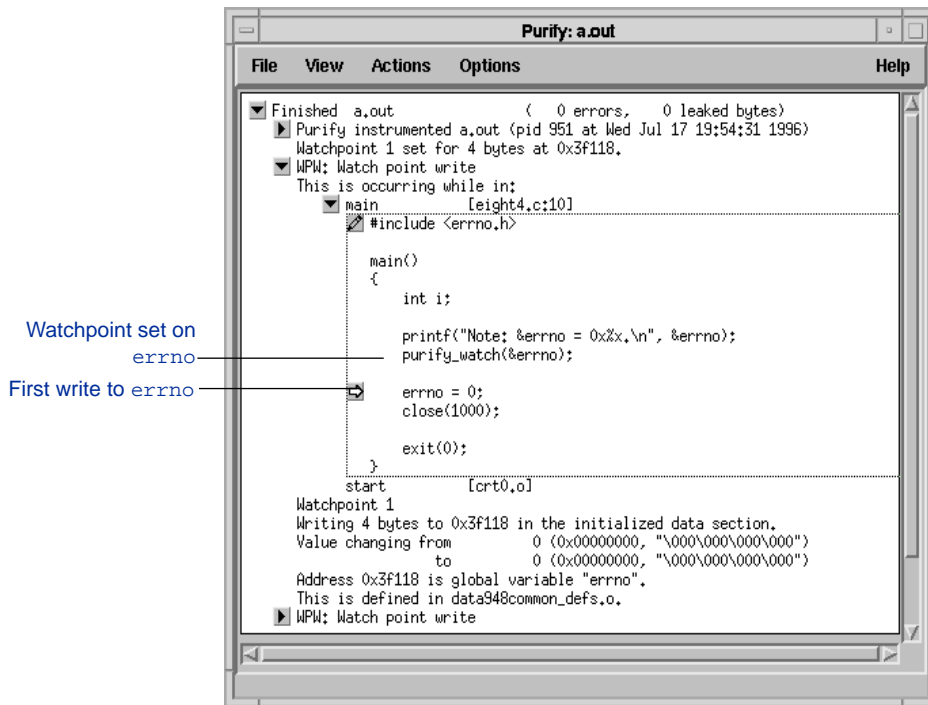 Purify: a.out
File View Actions Options Help
Finished a.out ( 0 errors, 0 leaked bytes)
Purify instrumented a.out (pid 951 at Wed Jul 17 19:54:31 1996)
Watchpoint 1 set for 4 bytes at 0x3f118.
WPW: Watch point write
This is occurring while in:
main [eight4.c:10]
#include <errno.h>
main()
{
int i;
printf("Note: &errno = 0x%x.\n", &errno);
Watchpoint set on
errno
purify_watch(&errno);
First write to errno
errno = 0;
close(1000);
exit(0);
}
start [crt0.o]
Watchpoint 1
Writing 4 bytes to 0x3f118 in the initialized data section.
Value changing from 0 (0x00000000, "\000\000\000\000")
to 0 (0x00000000, "\000\000\000\000")
Address 0x3f118 is global variable "errno".
This is defined in data948common_defs.o.
WPW: Watch point write